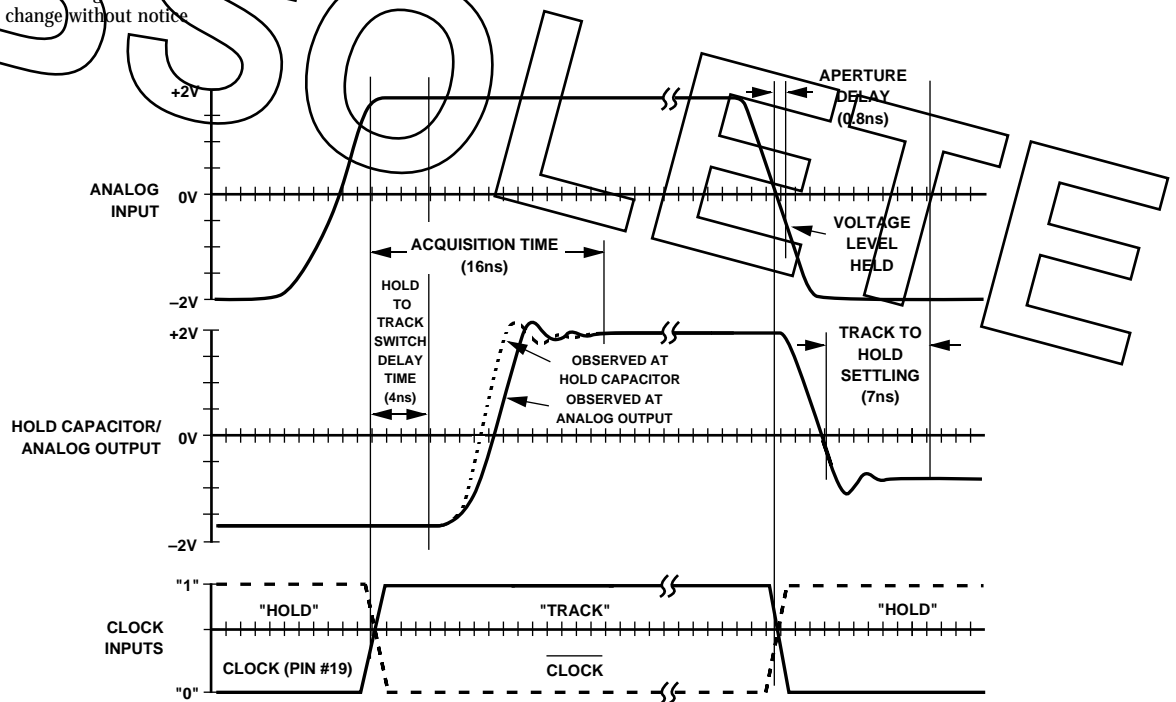 change without notice
OBSOLETE
APERTURE
DELAY
(0.8ns)
+2V
ANALOG
INPUT
0V
VOLTAGE
LEVEL
HELD
ACQUISITION TIME
(16ns)
–2V
HOLD
TO
TRACK
SWITCH
DELAY
TIME
(4ns)
+2V
TRACK TO
HOLD
SETTLING
(7ns)
OBSERVED AT
HOLD CAPACITOR
OBSERVED AT
ANALOG OUTPUT
HOLD CAPACITOR/
ANALOG OUTPUT
0V
–2V
"1"
"HOLD"
"TRACK"
"HOLD"
CLOCK
INPUTS
CLOCK (PIN #19)
CLOCK
"0"